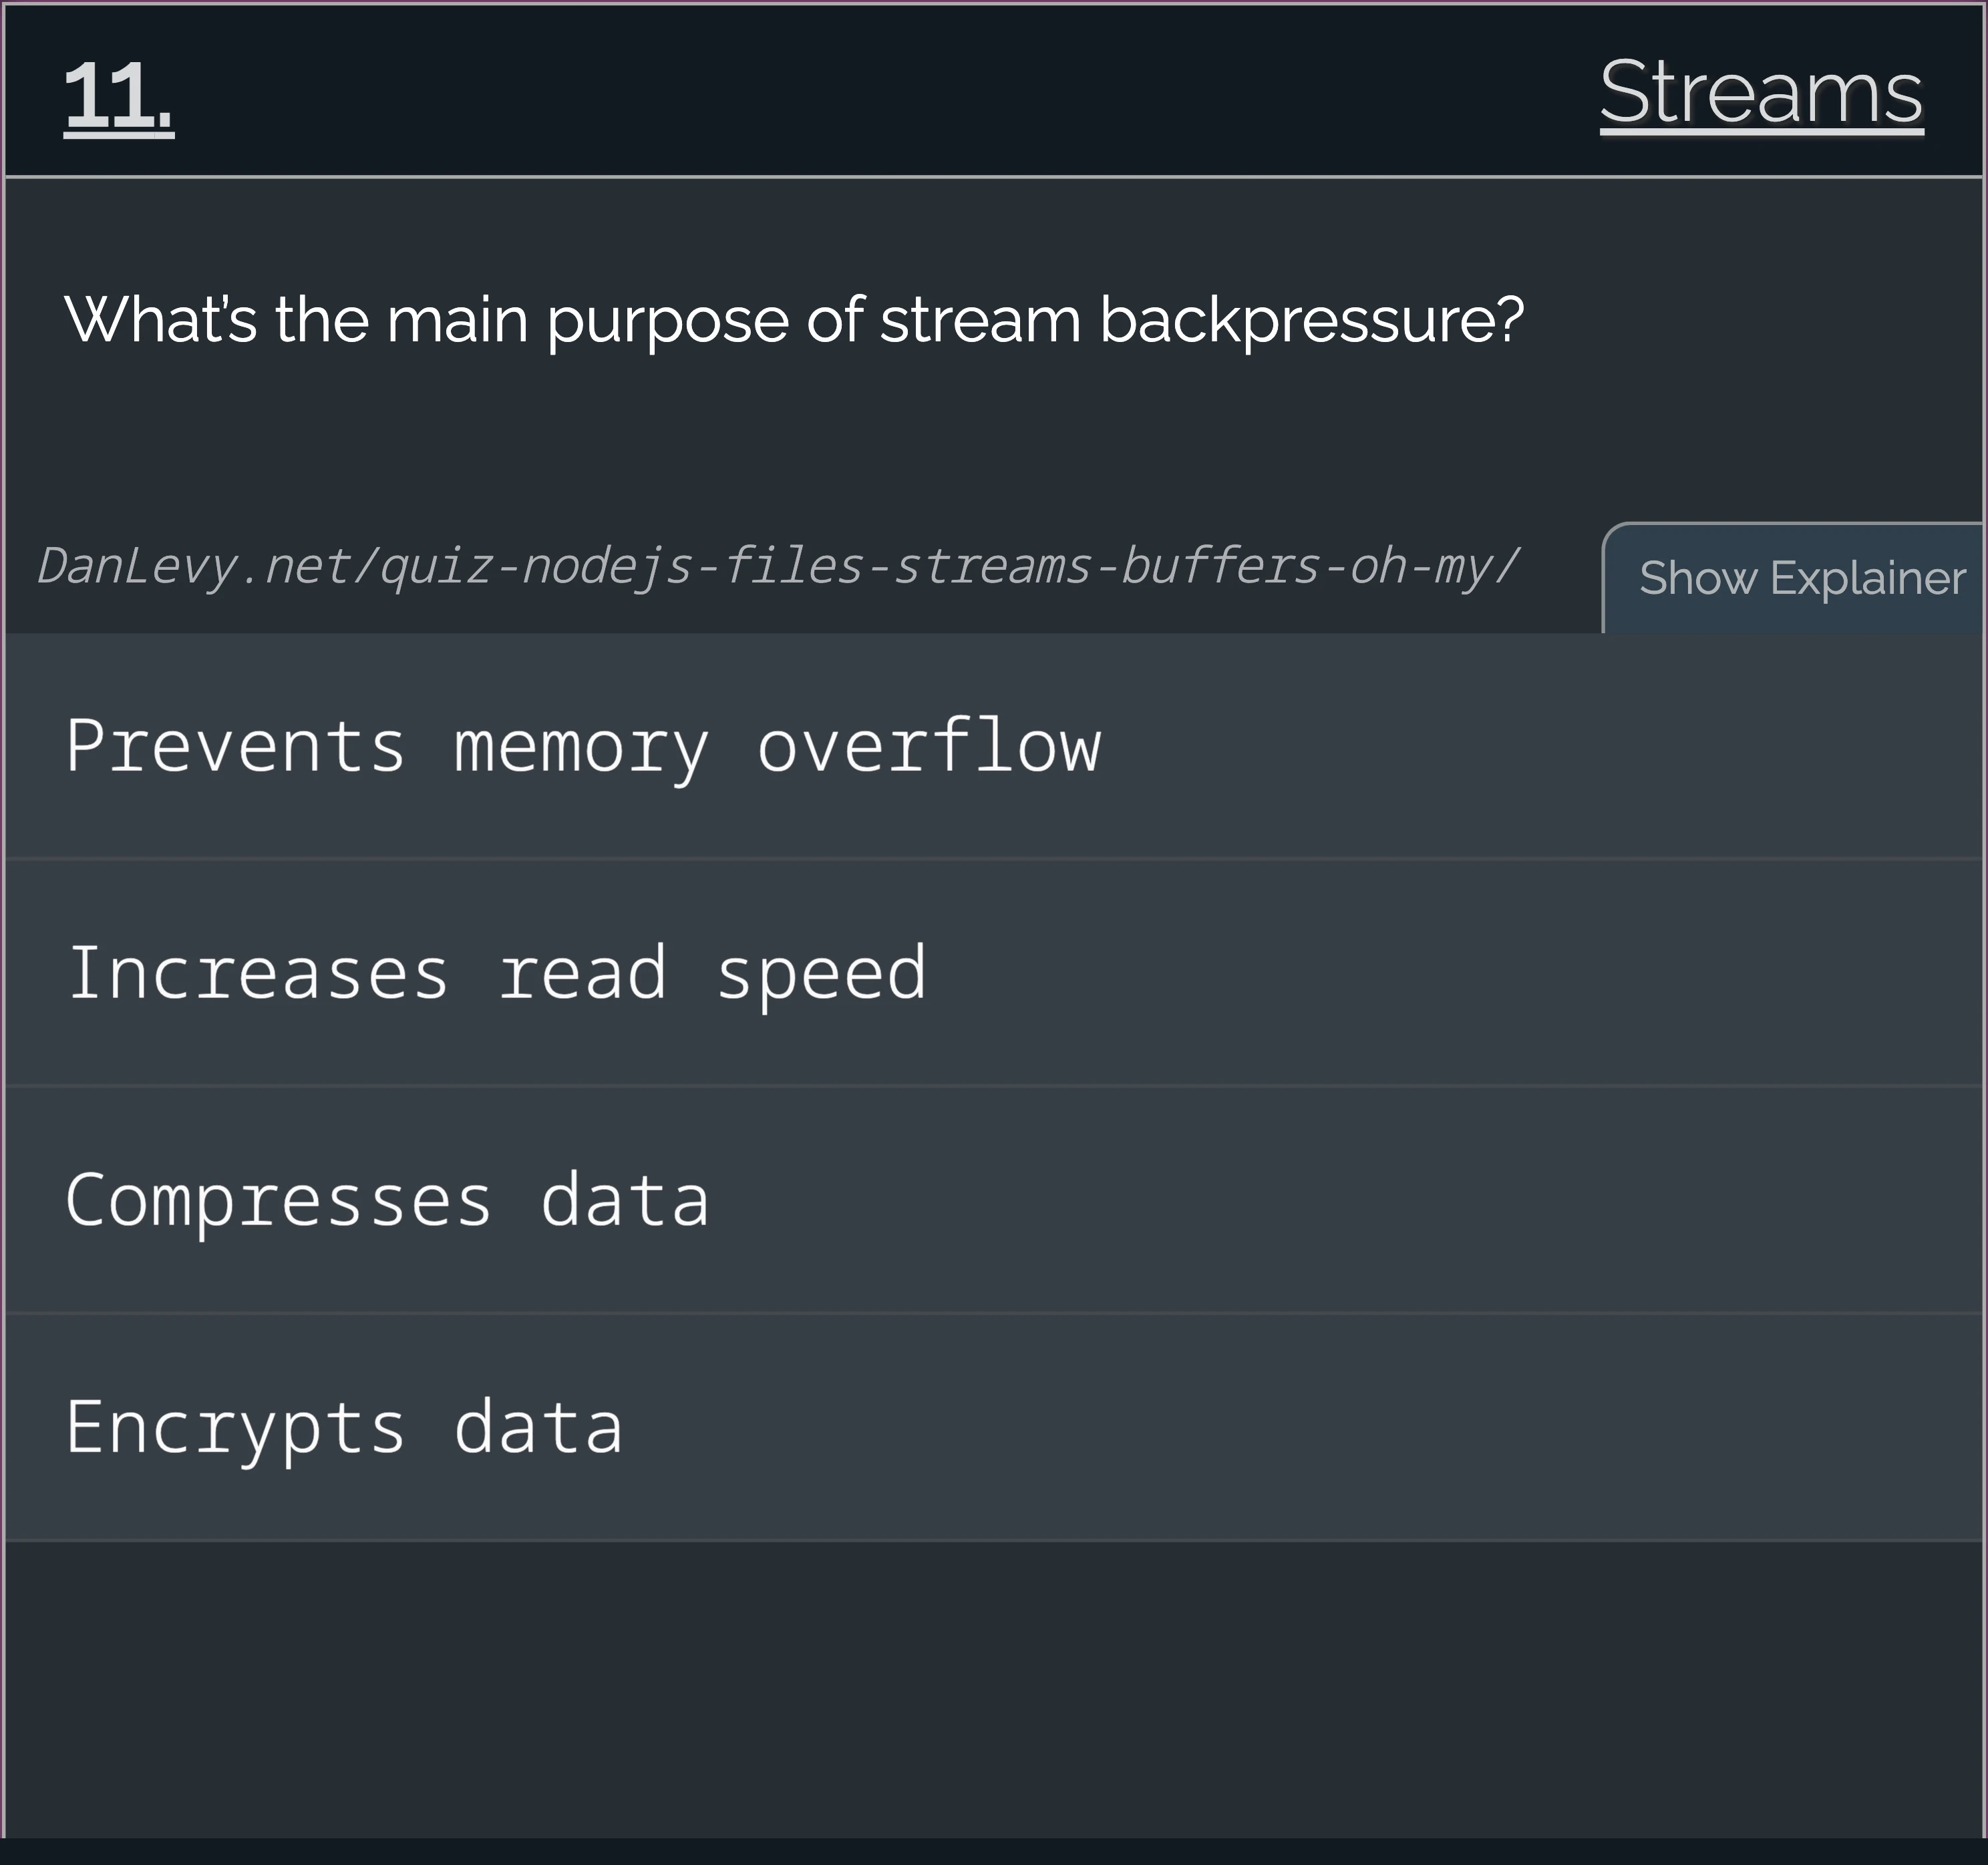 11.
Streams
What's the main purpose of stream backpressure?
DanLevy.net/quiz-nodejs-files-streams-buffers-oh-my/
Show Explainer
Prevents memory overflow
Increases read speed
Compresses data
Encrypts data